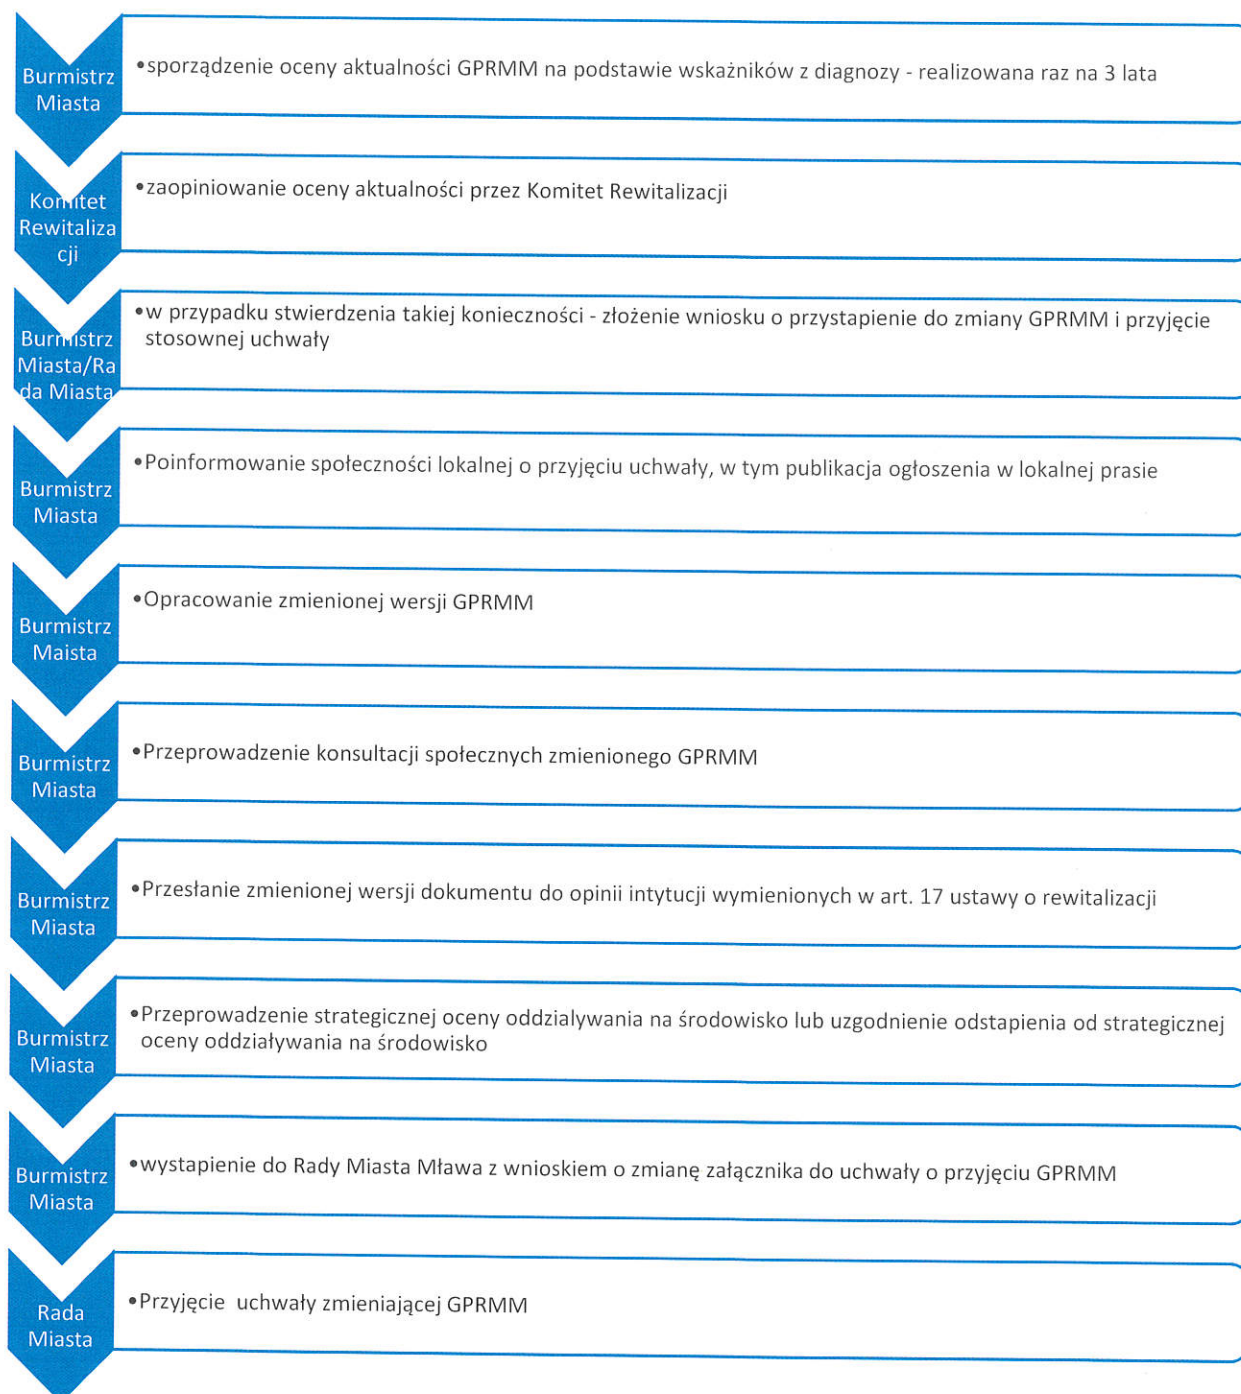 Burmistrz
Miasta
•sporządzenie oceny aktualności GPRMM na podstawie wskażników z diagnozy - realizowana raz na 3 lata
Komitet
Rewitaliza
cji
•zaopiniowanie oceny aktualności przez Komitet Rewitalizacji
Burmistrz
Miasta/Ra
da Miasta
•w przypadku stwierdzenia takiej konieczności - złożenie wniosku o przystapienie do zmiany GPRMM i przyjęcie
stosownej uchwały
Burmistrz
Miasta
•Poinformowanie społeczności lokalnej o przyjęciu uchwały, w tym publikacja ogłoszenia w lokalnej prasie
Burmistrz
Maista
•Opracowanie zmienionej wersji GPRMM
Burmistrz
Miasta
•Przeprowadzenie konsultacji społecznych zmienionego GPRMM
Burmistrz
Miasta
•Przesłanie zmienionej wersji dokumentu do opinii intytucji wymienionych w art. 17 ustawy o rewitalizacji
Burmistrz
Miasta
•Przeprowadzenie strategicznej oceny oddzialywania na środowisko lub uzgodnienie odstapienia od strategicznej
oceny oddziaływania na środowisko
Burmistrz
Miasta
•wystapienie do Rady Miasta Mława z wnioskiem o zmianę załącznika do uchwały o przyjęciu GPRMM
Rada
Miasta
•Przyjęcie uchwały zmieniającej GPRMM